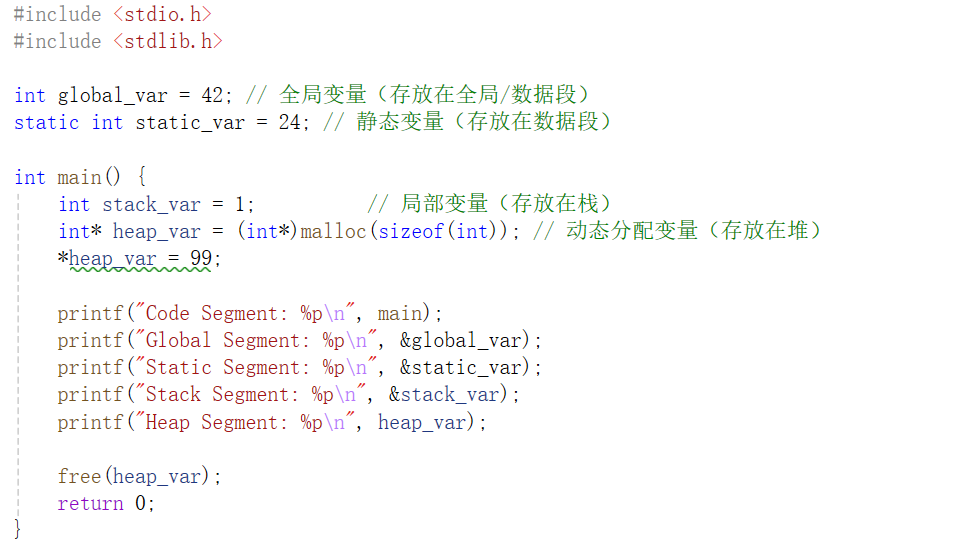 #include <stdio.h>
#include <stdlib.h>
int global_var = 42; // 全局变量（存放在全局/数据段）
static int static_var = 24; // 静态变量（存放在数据段）
int main() {
int stack_var = 1; // 局部变量（存放在栈）
int* heap_var = (int*)malloc(sizeof(int)); // 动态分配变量（存放在堆）
*heap_var = 99;
printf("Code Segment: %p\n", main);
printf("Global Segment: %p\n", &global_var);
printf("Static Segment: %p\n", &static_var);
printf("Stack Segment: %p\n", &stack_var);
printf("Heap Segment: %p\n", heap_var);
free(heap_var);
return 0;
}